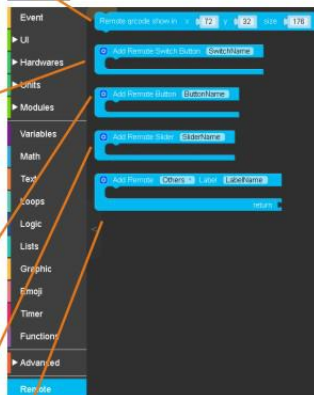 Event
UI
Hardwares
Units
Modules
Variables
Math
Text
Loops
Logic
Lists
Graphic
Emoji
Timer
Functions
Advanced
Remote
Remote qrcode show in x 72 y 32 size 176
Add Remote Switch Button SwitchName
Add Remote Button ButtonName
Add Remote Slider SliderName
Add Remote Others Label LabelName
return